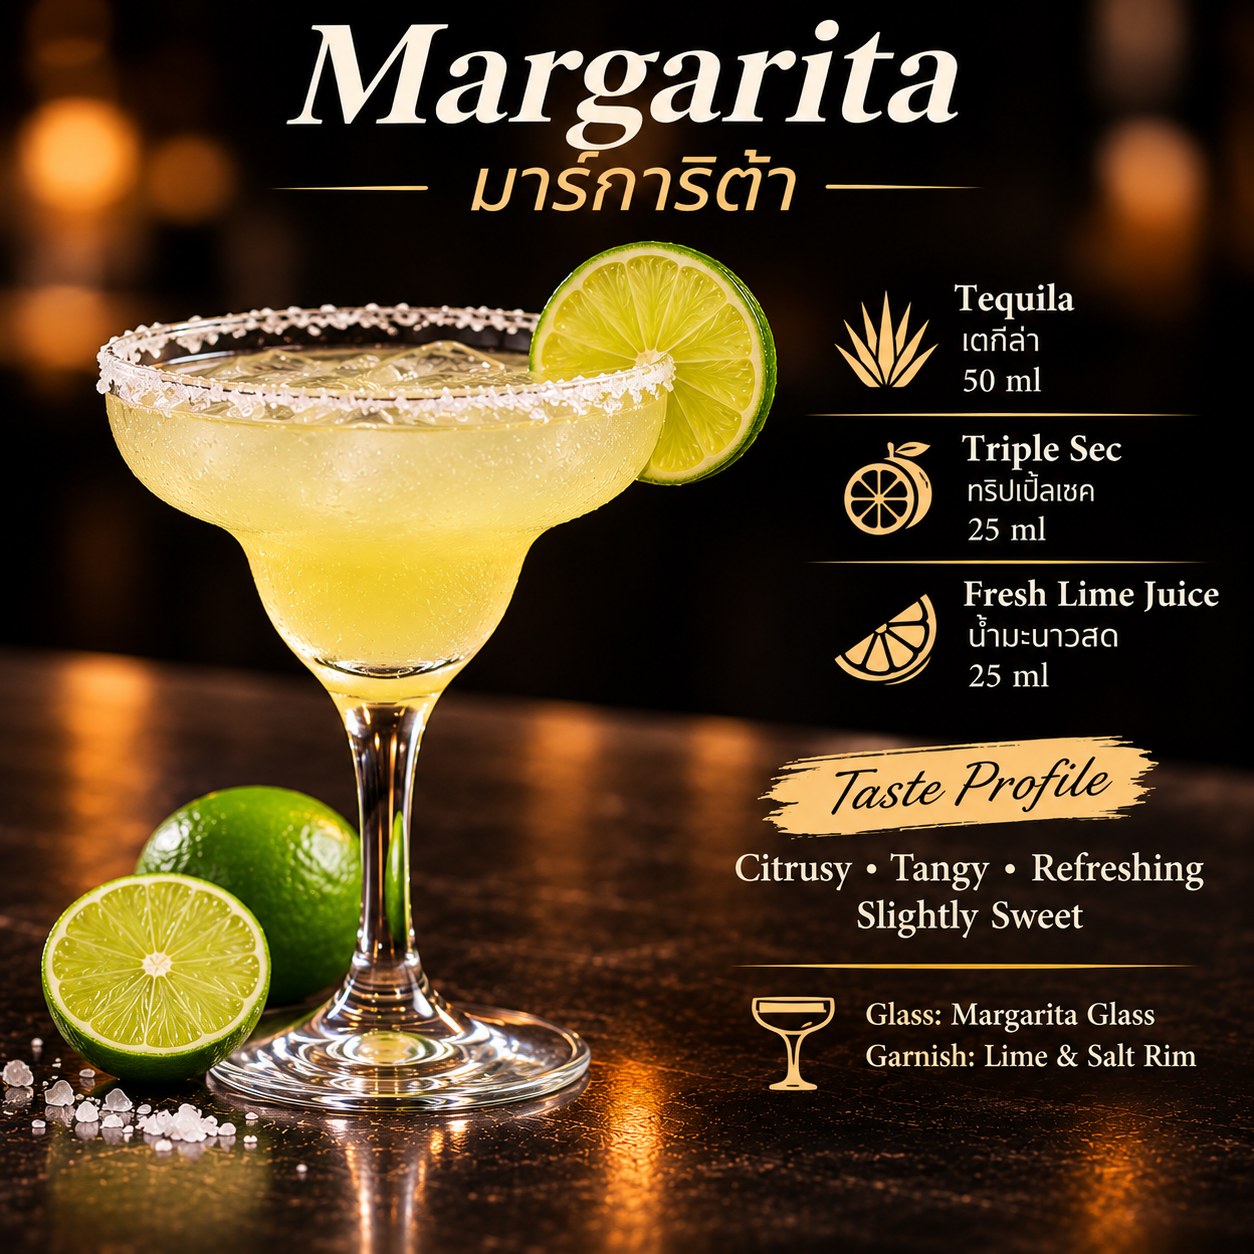 Margarita
มาร์การิต้า
Tequila
เตกีล่า
50 ml
Triple Sec
ทริปเปิ้ลเซค
25 ml
Fresh Lime Juice
น้ำมะนาวสด
25 ml
Taste Profile
Citrusy • Tangy • Refreshing
Slightly Sweet
Glass: Margarita Glass
Garnish: Lime & Salt Rim